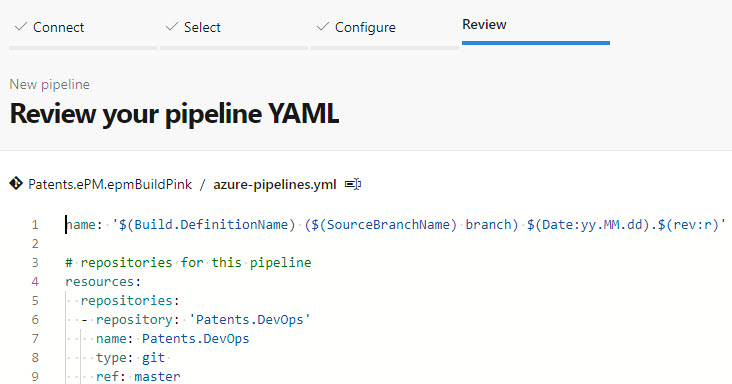 Connect Select Configure Review
New pipeline
Review your pipeline YAML
Patents.ePM.epmBuildPink / azure-pipelines.yml
1 name: '$(Build.DefinitionName) ($(SourceBranchName) branch) $(Date:yy.MM.dd).$(rev:r)'
2
3 # repositories for this pipeline
4 resources:
5   repositories:
6   - repository: 'Patents.DevOps'
7     name: Patents.DevOps
8     type: git
9     ref: master